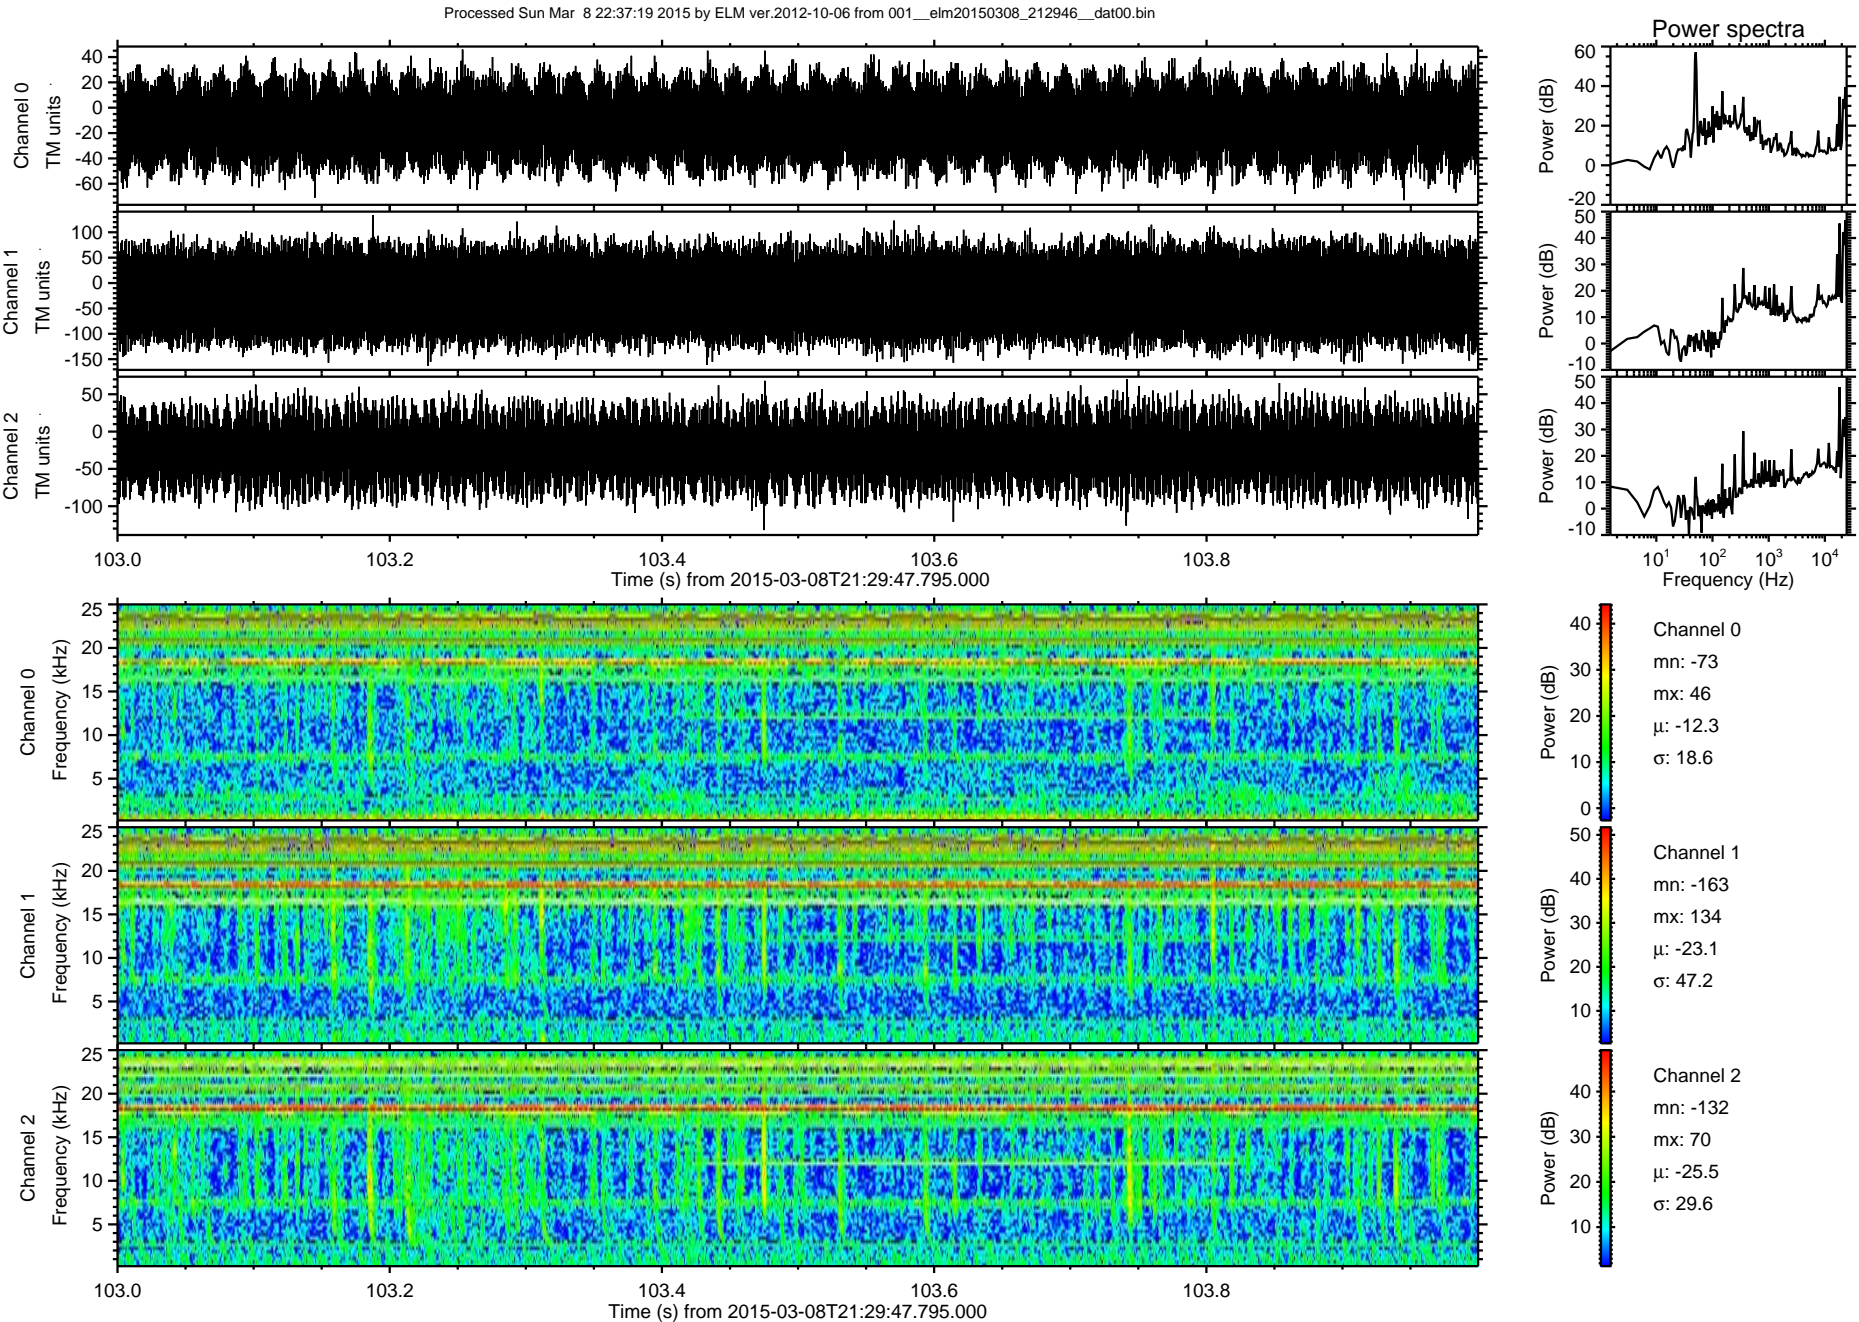 Processed Sun Mar  8 22:37:19 2015 by ELM ver.2012-10-06 from 001__elm20150308_212946__dat00.bin
Power spectra
Channel 0
TM units
40
20
0
-20
-40
-60
Power (dB)
60
40
20
0
-20
Channel 1
TM units
100
50
0
-50
-100
-150
Power (dB)
50
40
30
20
10
0
-10
Channel 2
TM units
50
0
-50
-100
Power (dB)
50
40
30
20
10
0
-10
103.0 103.2 103.4 103.6 103.8
Time (s) from 2015-03-08T21:29:47.795.000
10^1 10^2 10^3 10^4
Frequency (Hz)
Channel 0
Frequency (kHz)
25
20
15
10
5
Power (dB)
40
30
20
10
0
Channel 0
mn: -73
mx: 46
μ: -12.3
σ: 18.6
Channel 1
Frequency (kHz)
25
20
15
10
5
Power (dB)
50
40
30
20
10
Channel 1
mn: -163
mx: 134
μ: -23.1
σ: 47.2
Channel 2
Frequency (kHz)
25
20
15
10
5
Power (dB)
40
30
20
10
Channel 2
mn: -132
mx: 70
μ: -25.5
σ: 29.6
103.0 103.2 103.4 103.6 103.8
Time (s) from 2015-03-08T21:29:47.795.000